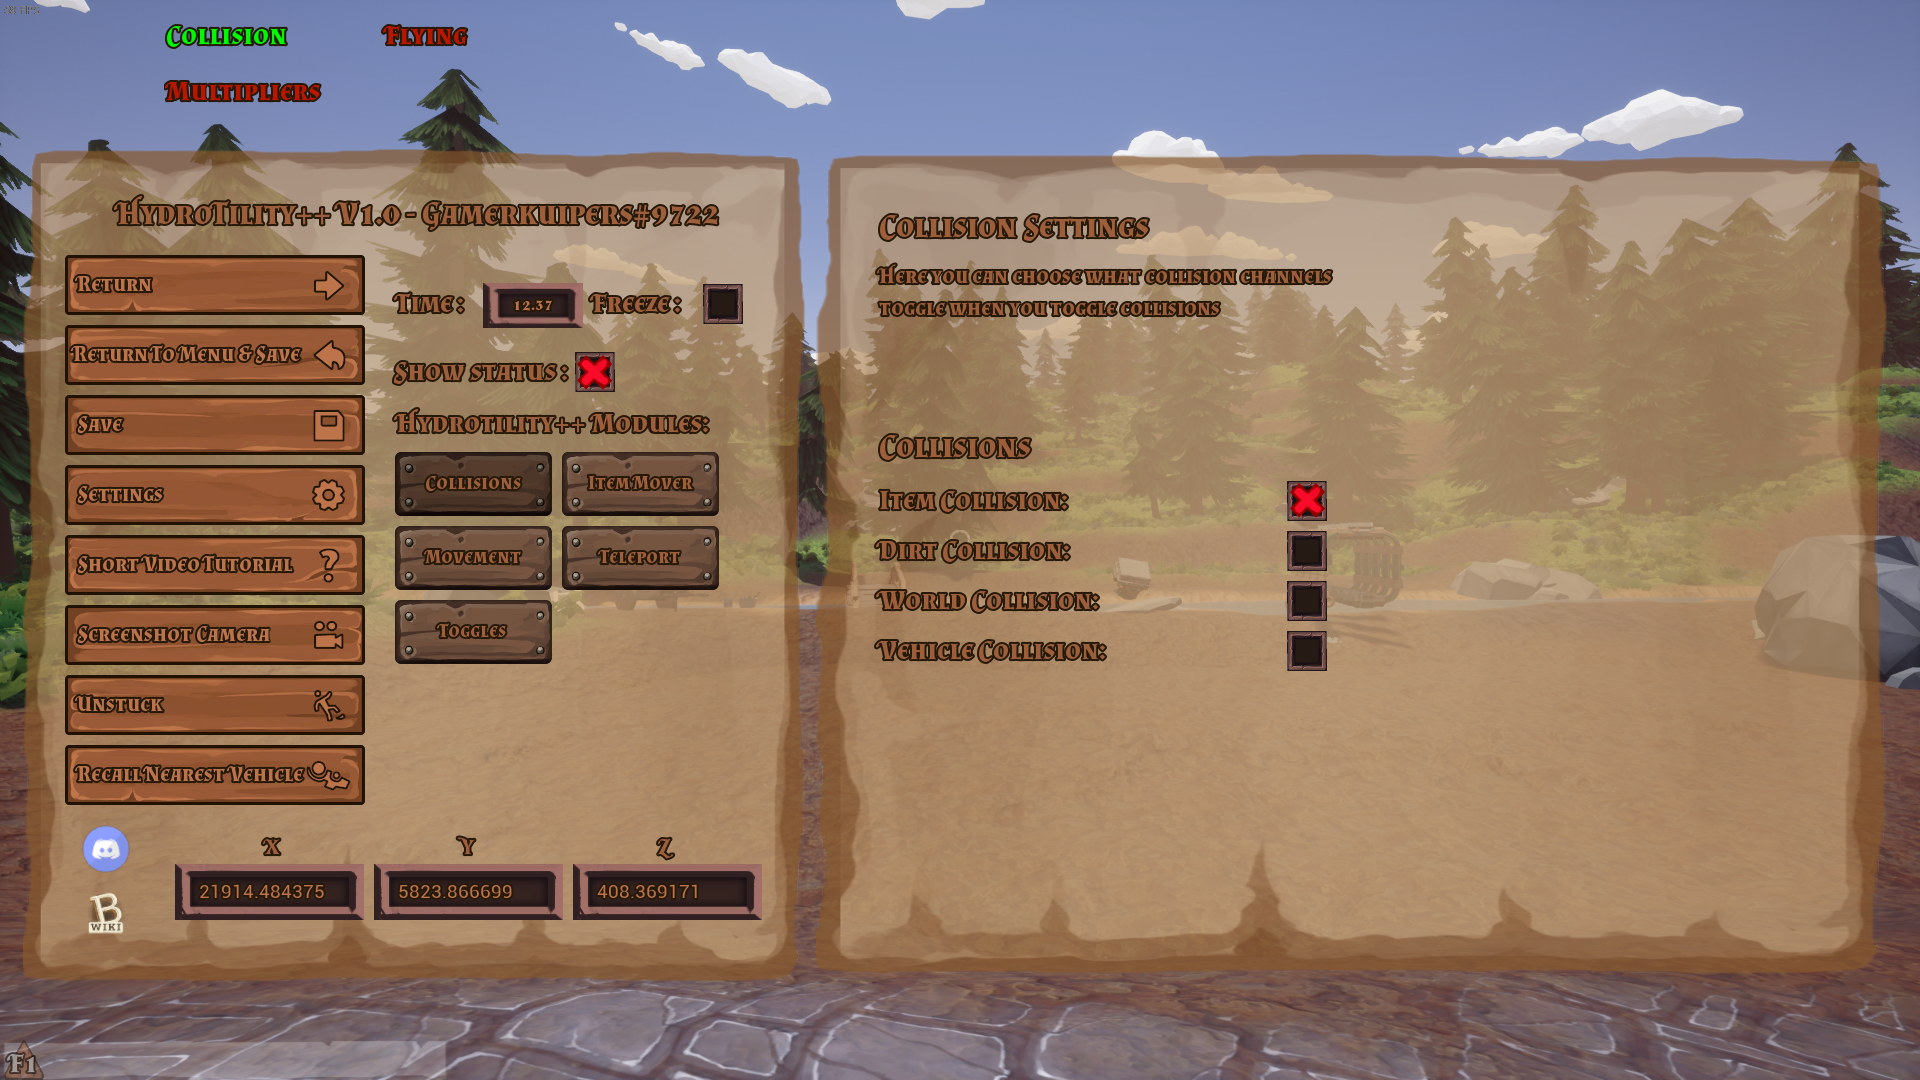 Collision
Flying
Multipliers
HydroTility++ V1.0 - Gamerkuipers#9722
Return
Return To Menu & Save
Save
Settings
Short Video Tutorial
Screenshot Camera
Unstuck
Recall Nearest Vehicle
Time:
12.37
Freeze:
Show status:
Hydrotility++ Modules:
Collisions
Item Mover
Movement
Teleport
Toggles
X
Y
Z
21914.484375
5823.866699
408.369171
B
WIKI
Collision Settings
Here you can choose what collision channels
toggle when you toggle collisions
Collisions
Item Collision:
Dirt Collision:
World Collision:
Vehicle Collision:
F1